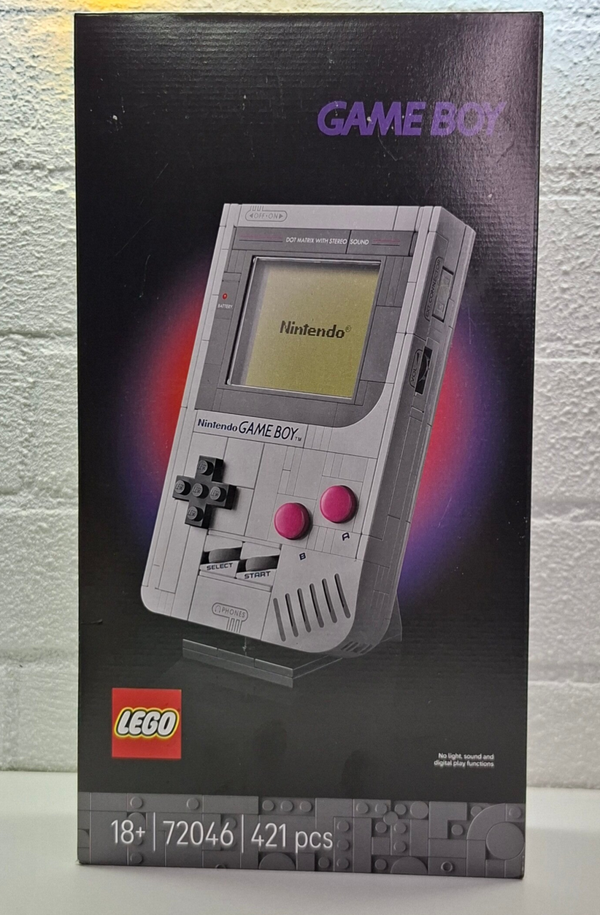 GAME BOY
OFF•ON
DOT MATRIX WITH STEREO SOUND
BATTERY
Nintendo®
Nintendo GAME BOY™
B A
SELECT START
PHONES
LEGO
No light, sound and
digital play functions
18+ 72046 421 pcs